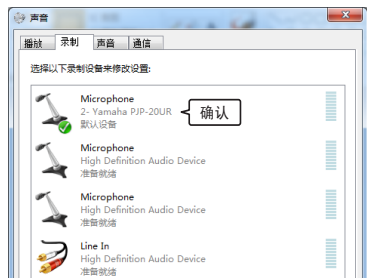 声音
播放 录制 声音 通信
选择以下录制设备来修改设置:
Microphone
2- Yamaha PJP-20UR
默认设备
确认
Microphone
High Definition Audio Device
准备就绪
Microphone
High Definition Audio Device
准备就绪
Line In
High Definition Audio Device
准备就绪